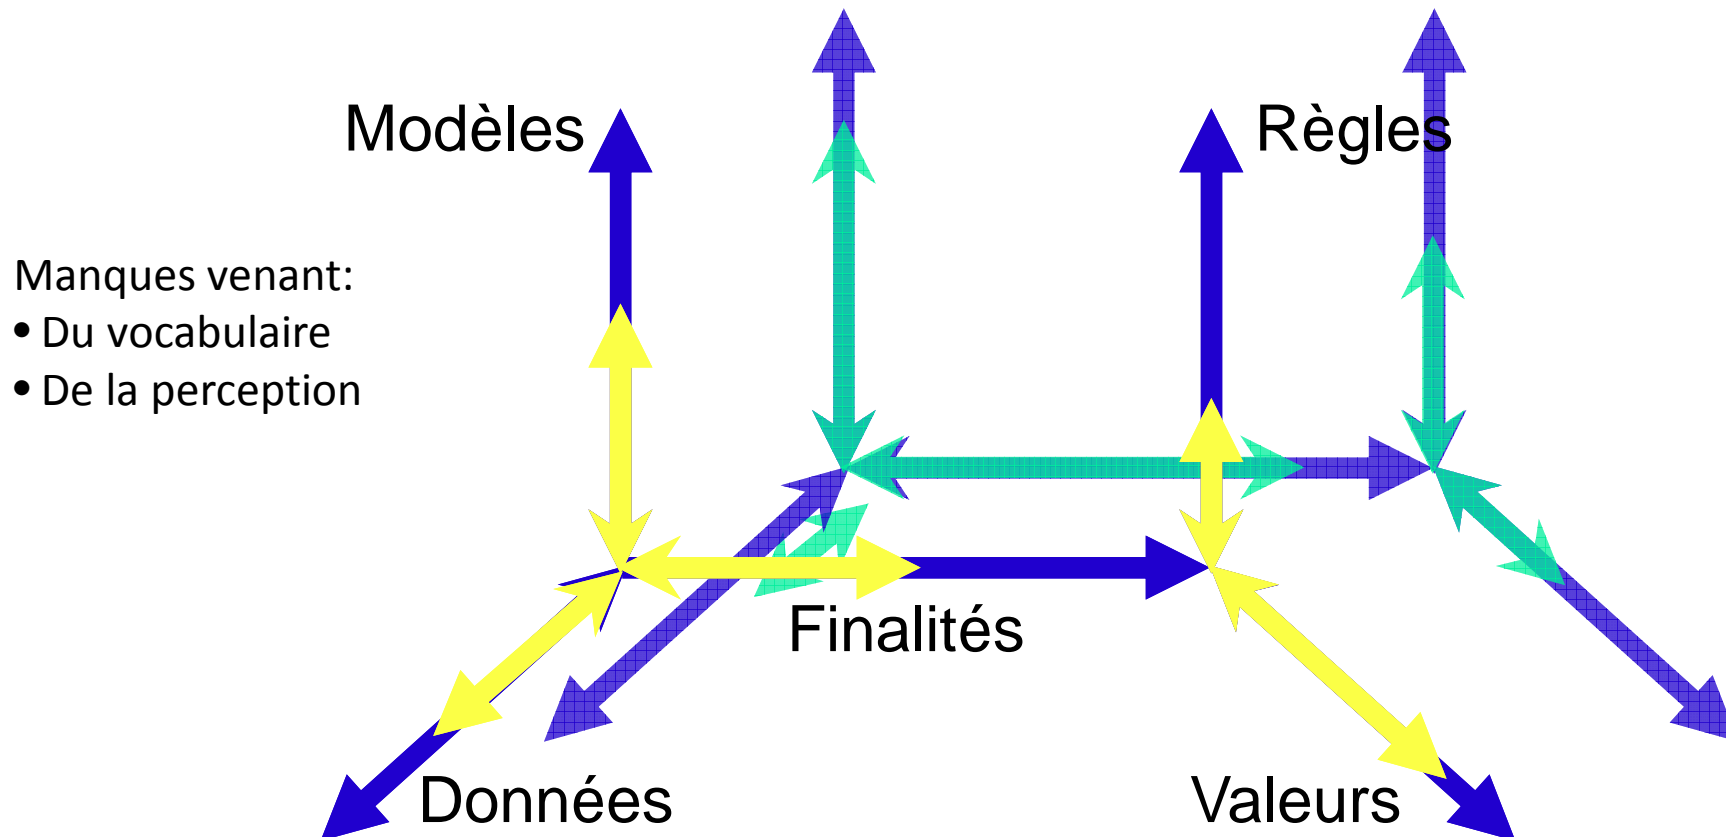 Modèles
Règles
Manques venant:
• Du vocabulaire
• De la perception
Finalités
Données
Valeurs